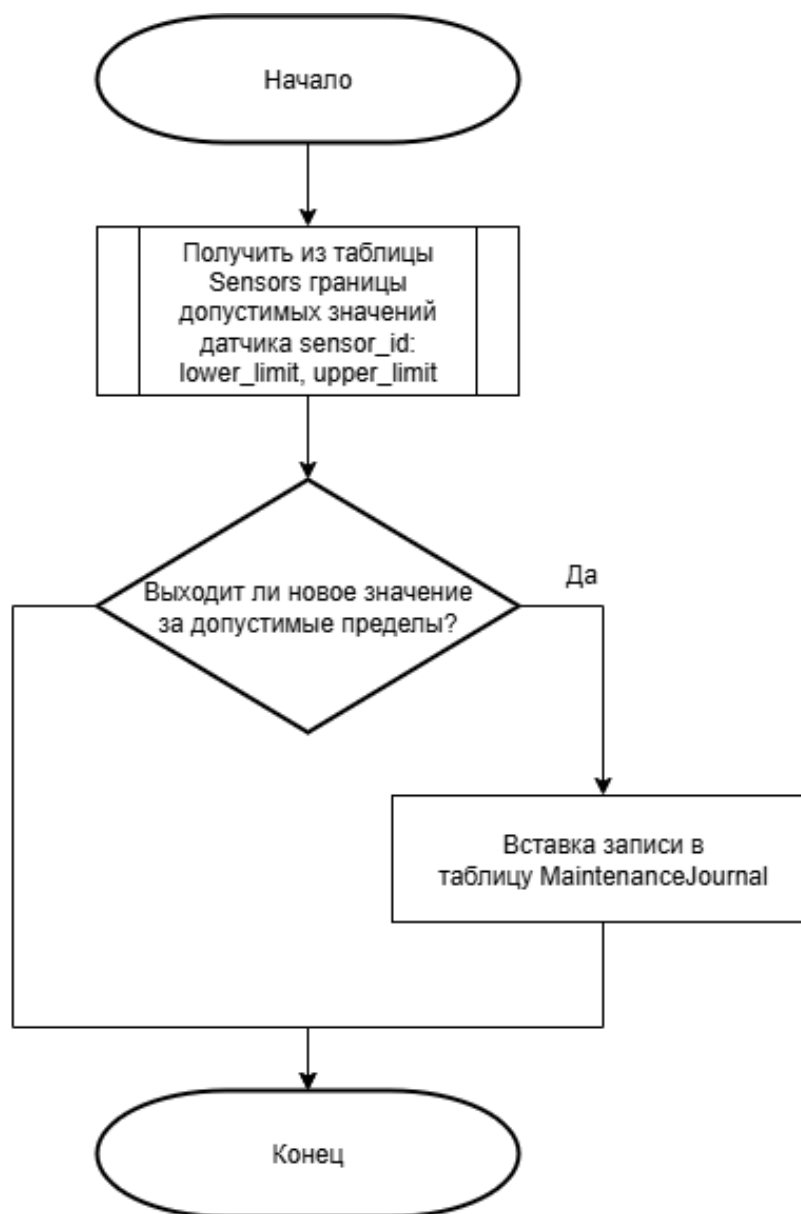 Начало
Получить из таблицы
Sensors границы
допустимых значений
датчика sensor_id:
lower_limit, upper_limit
Да
Выходит ли новое значение
за допустимые пределы?
Вставка записи в
таблицу MaintenanceJournal
Конец